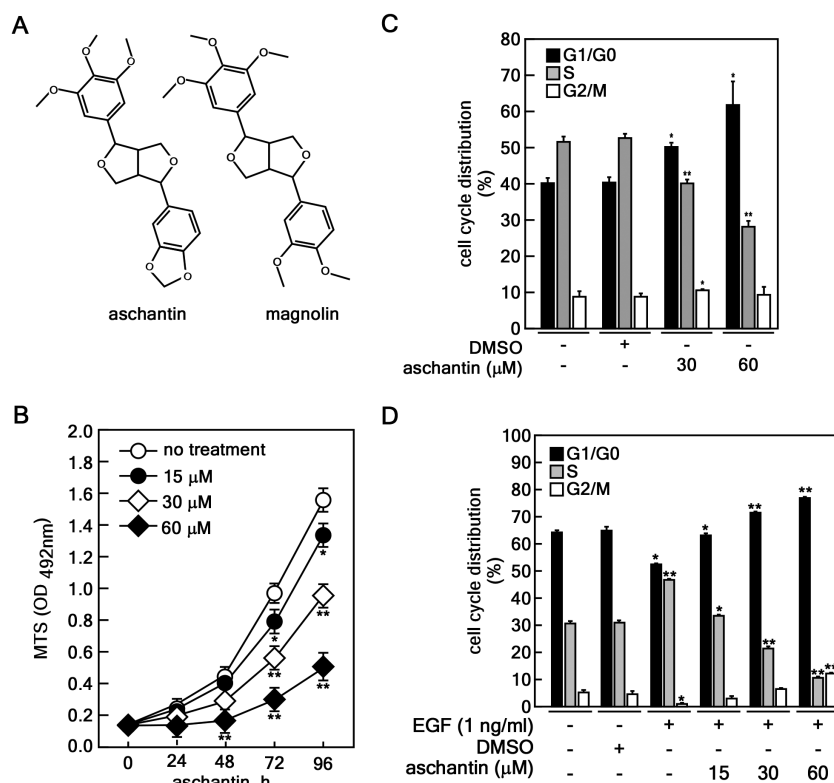 A
O
O
O
O
O
O
O
aschantin
O
O
O
O
O
O
O
magnolin
B
MTS (OD 492nm)
2.0
1.8
1.6
1.4
1.2
1.0
0.8
0.6
0.4
0.2
0.0
no treatment
15 μM
30 μM
60 μM
*
*
**
**
**
**
**
0 24 48 72 96
aschantin, h
C
cell cycle distribution
(%)
80
70
60
50
40
30
20
10
0
G1/G0
S
G2/M
*
**
*
*
**
DMSO - + - -
aschantin (μM) - - 30 60
D
cell cycle distribution
(%)
100
90
80
70
60
50
40
30
20
10
0
G1/G0
S
G2/M
*
**
*
*
*
**
**
**
**
**
EGF (1 ng/ml) - - + + + +
DMSO - + - - - -
aschantin (μM) - - - 15 30 60